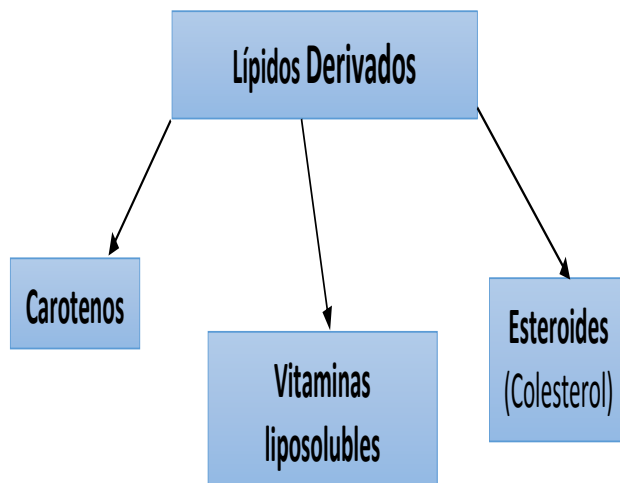 Lípidos Derivados
Carotenos
Vitaminas
liposolubles
Esteroides
(Colesterol)